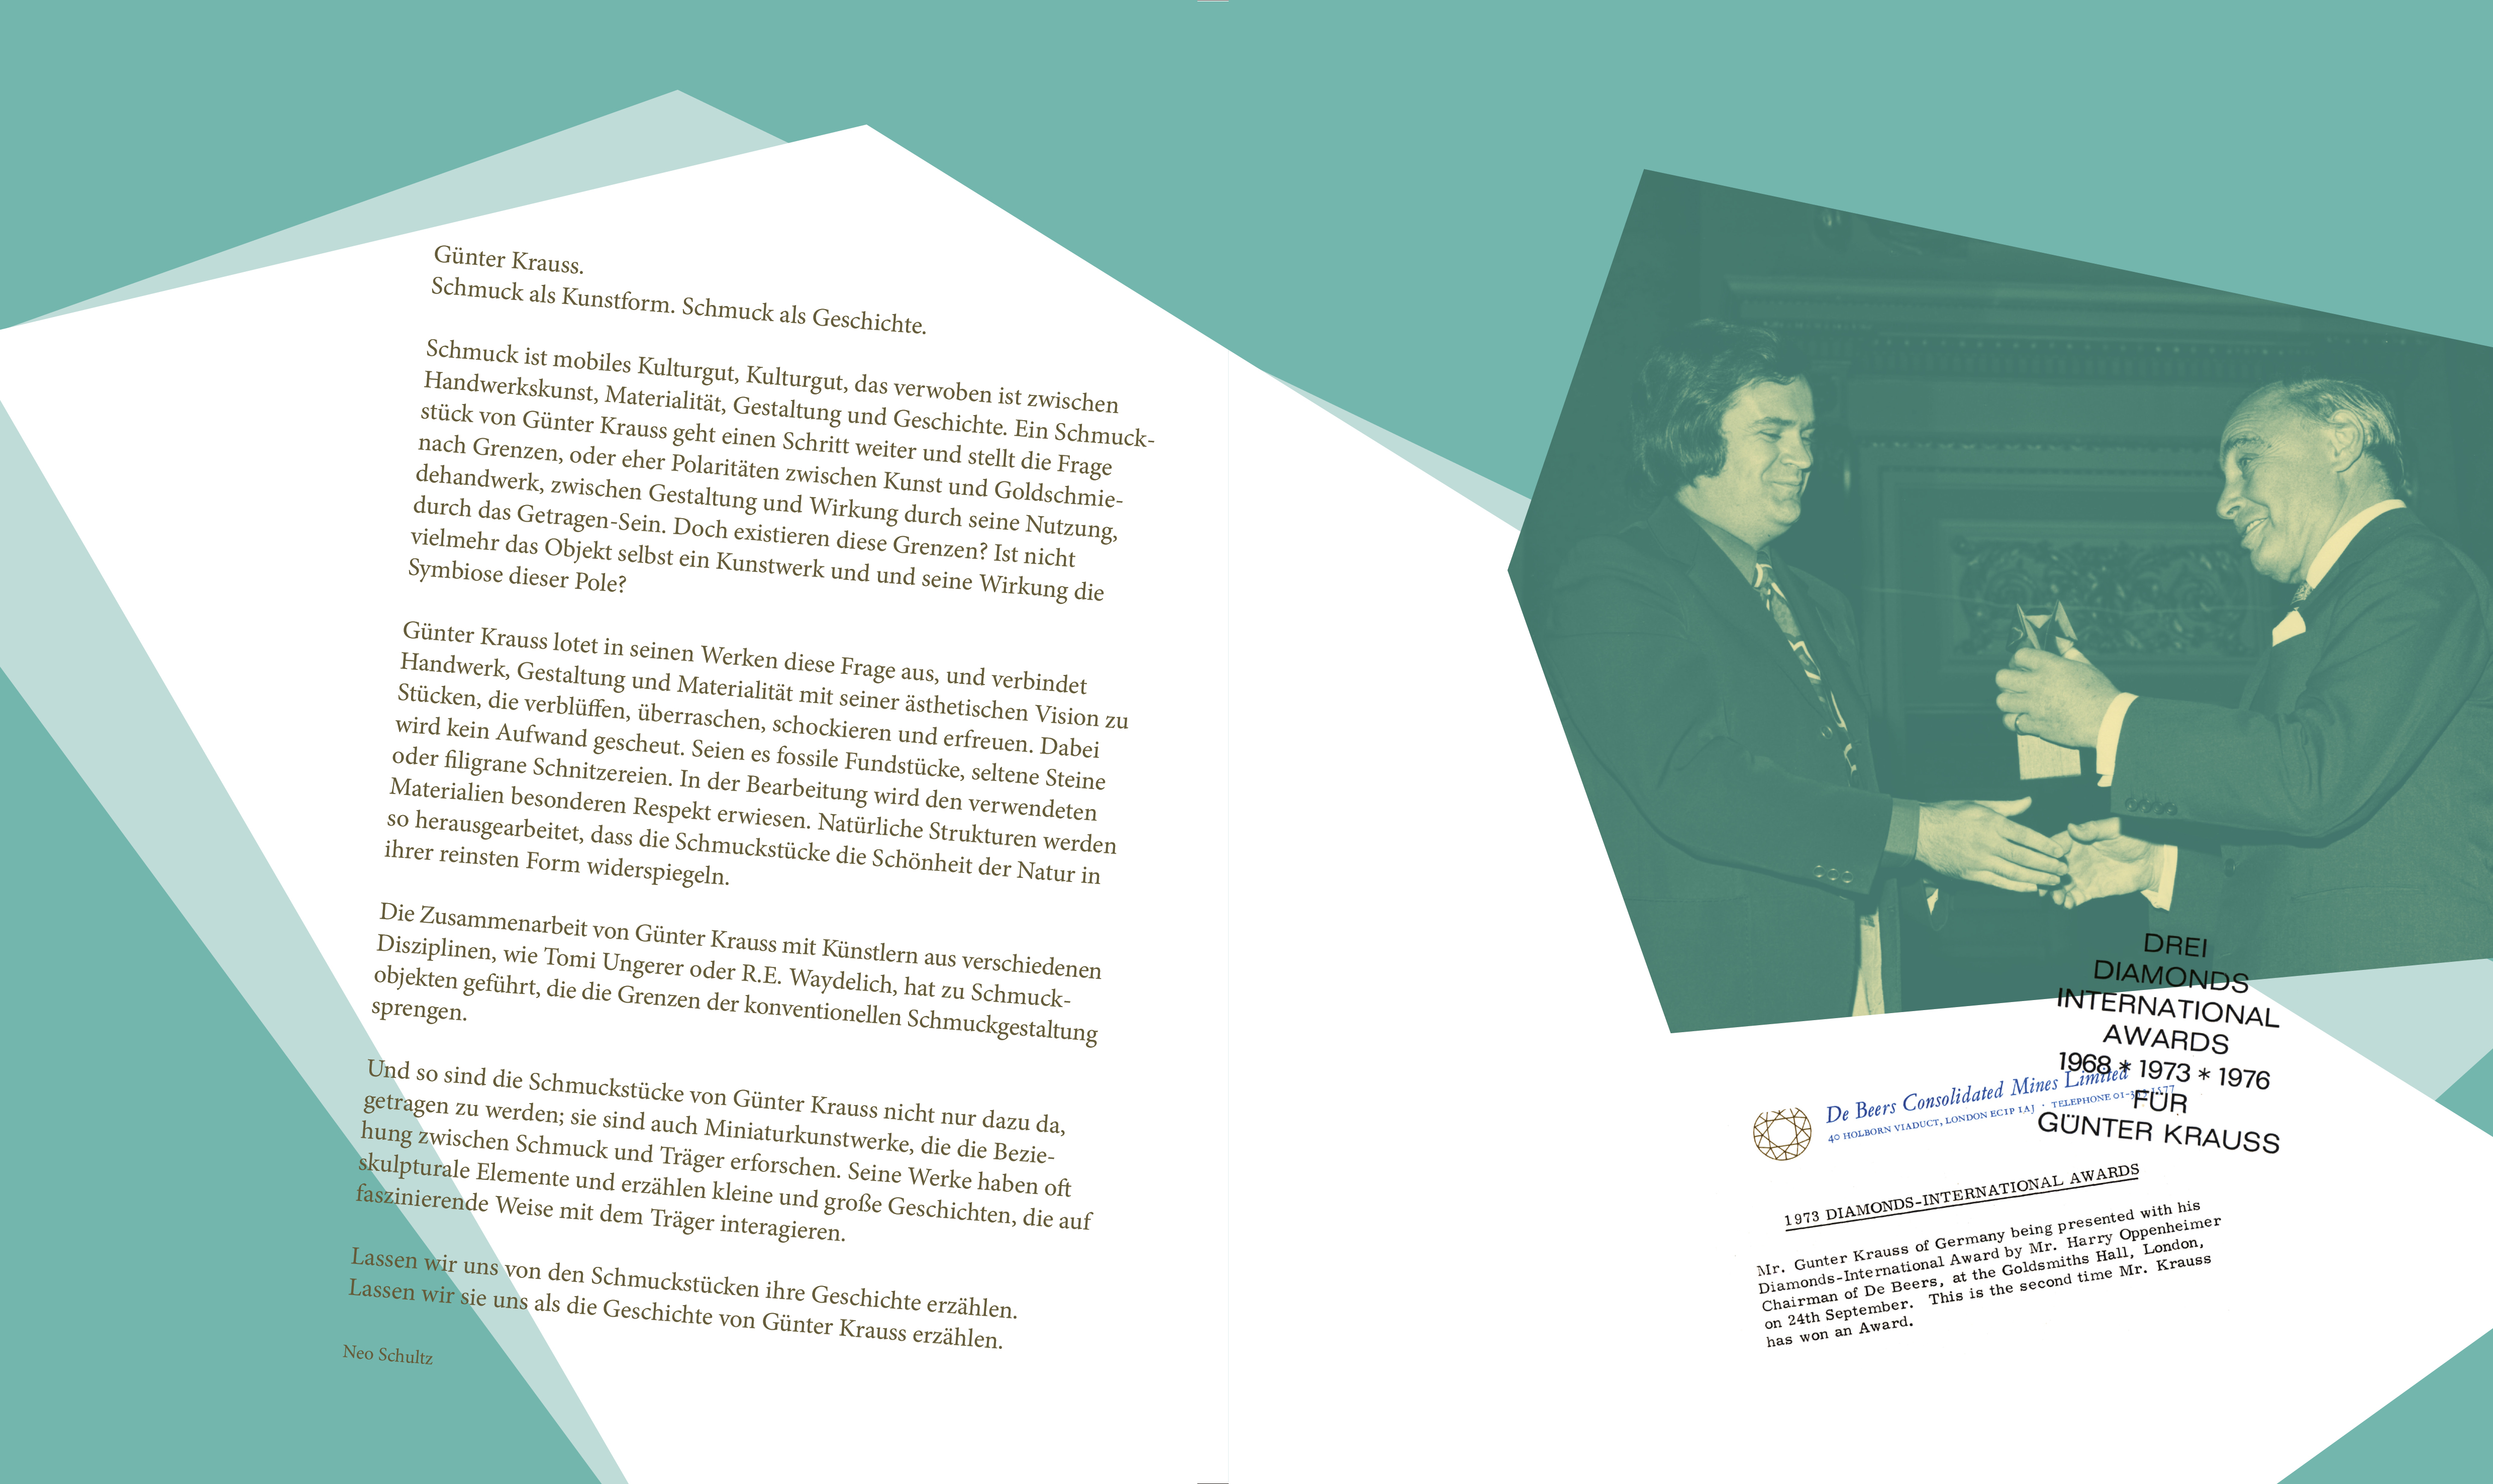 Günter Krauss.
Schmuck als Kunstform. Schmuck als Geschichte.
Schmuck ist mobiles Kulturgut, Kulturgut, das verwoben ist zwischen
Handwerkskunst, Materialität, Gestaltung und Geschichte. Ein Schmuck-
stück von Günter Krauss geht einen Schritt weiter und stellt die Frage
nach Grenzen, oder eher Polaritäten zwischen Kunst und Goldschmie-
dehandwerk, zwischen Gestaltung und Wirkung durch seine Nutzung,
durch das Getragen-Sein. Doch existieren diese Grenzen? Ist nicht
vielmehr das Objekt selbst ein Kunstwerk und und seine Wirkung die
Symbiose dieser Pole?
Günter Krauss lotet in seinen Werken diese Frage aus, und verbindet
Handwerk, Gestaltung und Materialität mit seiner ästhetischen Vision zu
Stücken, die verblüffen, überraschen, schockieren und erfreuen. Dabei
wird kein Aufwand gescheut. Seien es fossile Fundstücke, seltene Steine
oder filigrane Schnitzereien. In der Bearbeitung wird den verwendeten
Materialien besonderen Respekt erwiesen. Natürliche Strukturen werden
so herausgearbeitet, dass die Schmuckstücke die Schönheit der Natur in
ihrer reinsten Form widerspiegeln.
Die Zusammenarbeit von Günter Krauss mit Künstlern aus verschiedenen
Disziplinen, wie Tomi Ungerer oder R.E. Waydelich, hat zu Schmuck-
objekten geführt, die die Grenzen der konventionellen Schmuckgestaltung
sprengen.
Und so sind die Schmuckstücke von Günter Krauss nicht nur dazu da,
getragen zu werden; sie sind auch Miniaturkunstwerke, die die Bezie-
hung zwischen Schmuck und Träger erforschen. Seine Werke haben oft
skulpturale Elemente und erzählen kleine und große Geschichten, die auf
faszinierende Weise mit dem Träger interagieren.
Lassen wir uns von den Schmuckstücken ihre Geschichte erzählen.
Lassen wir sie uns als die Geschichte von Günter Krauss erzählen.
Neo Schultz
DREI
DIAMONDS
INTERNATIONAL
AWARDS
1968 * 1973 * 1976
FÜR
GÜNTER KRAUSS
De Beers Consolidated Mines Limited
40 HOLBORN VIADUCT, LONDON EC1P 1AJ · TELEPHONE
1973 DIAMONDS-INTERNATIONAL AWARDS
Mr. Gunter Krauss of Germany being presented with his
Diamonds-International Award by Mr. Harry Oppenheimer
Chairman of De Beers, at the Goldsmiths Hall, London,
on 24th September. This is the second time Mr. Krauss
has won an Award.